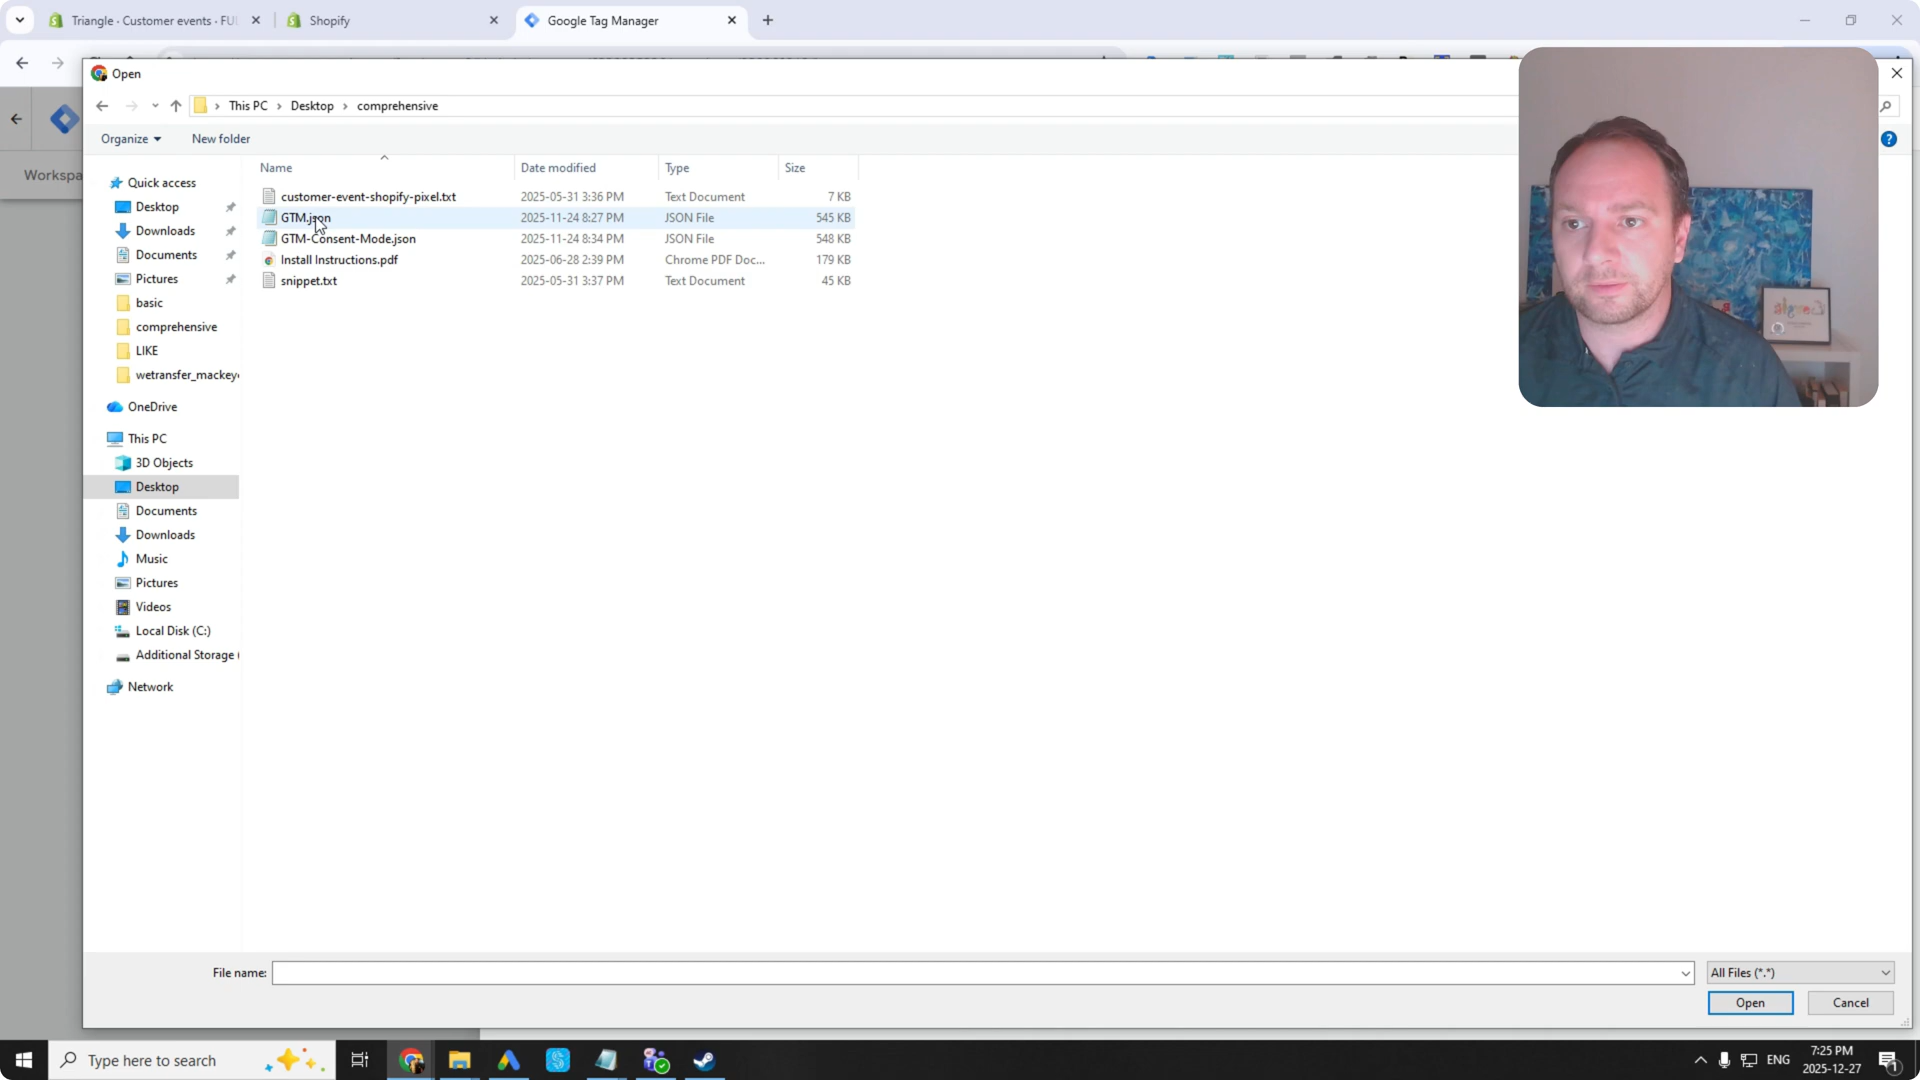 Triangle · Customer events · FU
Shopify
Google Tag Manager
Open
This PC > Desktop > comprehensive
Organize
New folder
Workspa
Name
Date modified
Type
Size
customer-event-shopify-pixel.txt 2025-05-31 3:36 PM Text Document 7 KB
GTM.json 2025-11-24 8:27 PM JSON File 545 KB
GTM-Consent-Mode.json 2025-11-24 8:34 PM JSON File 548 KB
Install Instructions.pdf 2025-06-28 2:39 PM Chrome PDF Doc... 179 KB
snippet.txt 2025-05-31 3:37 PM Text Document 45 KB
Quick access
Desktop
Downloads
Documents
Pictures
basic
comprehensive
LIKE
wetransfer_mackey
OneDrive
This PC
3D Objects
Desktop
Documents
Downloads
Music
Pictures
Videos
Local Disk (C:)
Additional Storage (
Network
File name:
All Files (*.*)
Open
Cancel
Type here to search
ENG
7:25 PM
2025-12-27
1